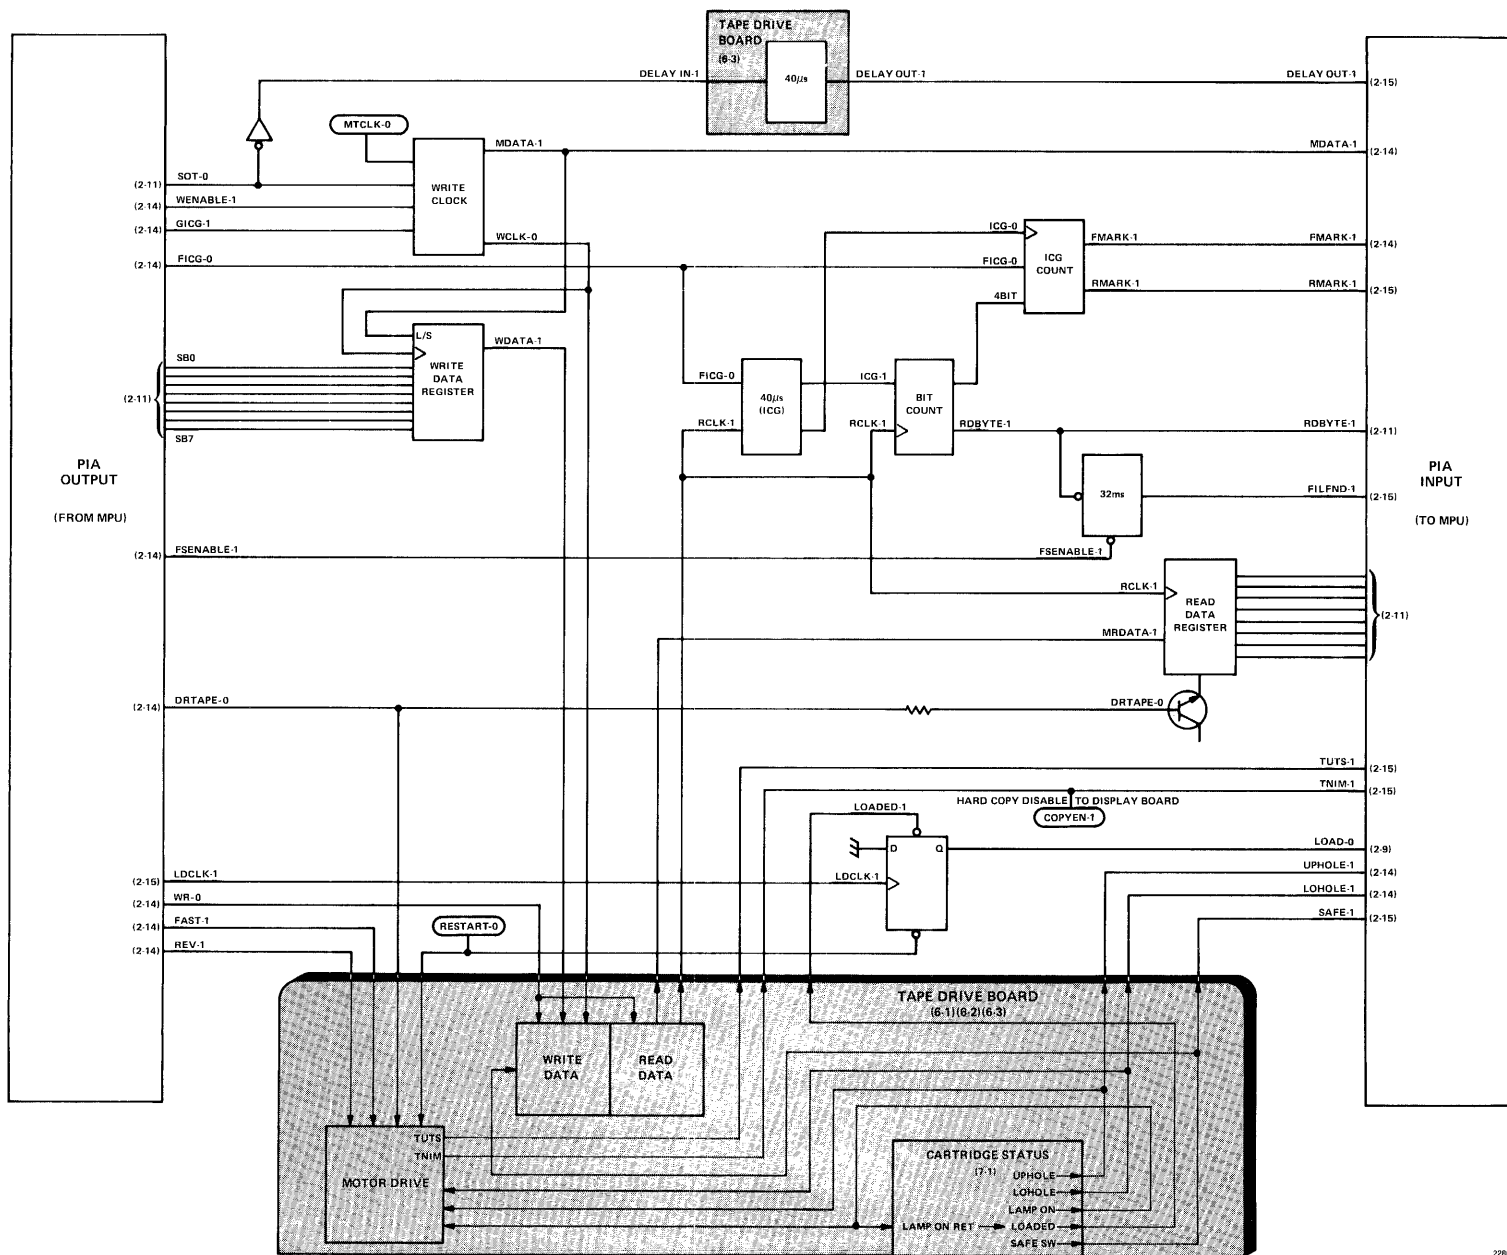 TAPE DRIVE
BOARD
(6-3)
40µs
DELAY IN-1
DELAY OUT-1
DELAY OUT-1
(2-15)
MTCLK-0
MDATA-1
MDATA-1
(2-14)
(2-11)
SOT-0
WRITE
CLOCK
(2-14)
WENABLE-1
(2-14)
GICG-1
WCLK-0
(2-14)
FICG-0
ICG-0
FICG-0
4BIT
ICG
COUNT
FMARK-1
FMARK-1
(2-14)
RMARK-1
RMARK-1
(2-15)
L/S
WRITE
DATA
REGISTER
WDATA-1
SB0
(2-11)
SB7
FICG-0
RCLK-1
40µs
(ICG)
ICG-1
RCLK-1
BIT
COUNT
RDBYTE-1
RDBYTE-1
(2-11)
PIA
OUTPUT
(FROM MPU)
PIA
INPUT
(TO MPU)
32ms
FILFND-1
(2-15)
(2-14)
FSENABLE-1
FSENABLE-1
RCLK-1
READ
DATA
REGISTER
(2-11)
MRDATA-1
(2-14)
DRTAPE-0
DRTAPE-0
TUTS-1
(2-15)
TNIM-1
(2-15)
HARD COPY DISABLE TO DISPLAY BOARD
COPYEN-1
LOADED-1
D
Q
LOAD-0
(2-9)
UPHOLE-1
(2-14)
(2-15)
LDCLK-1
LDCLK-1
LOHOLE-1
(2-14)
(2-14)
WR-0
SAFE-1
(2-15)
(2-14)
FAST-1
RESTART-0
(2-14)
REV-1
TAPE DRIVE BOARD
(6-1)(6-2)(6-3)
WRITE
DATA
READ
DATA
TUTS
TNIM
MOTOR DRIVE
CARTRIDGE STATUS
(7-1)
UPHOLE
LOHOLE
LAMP ON
LAMP ON RET
LOADED
SAFE SW